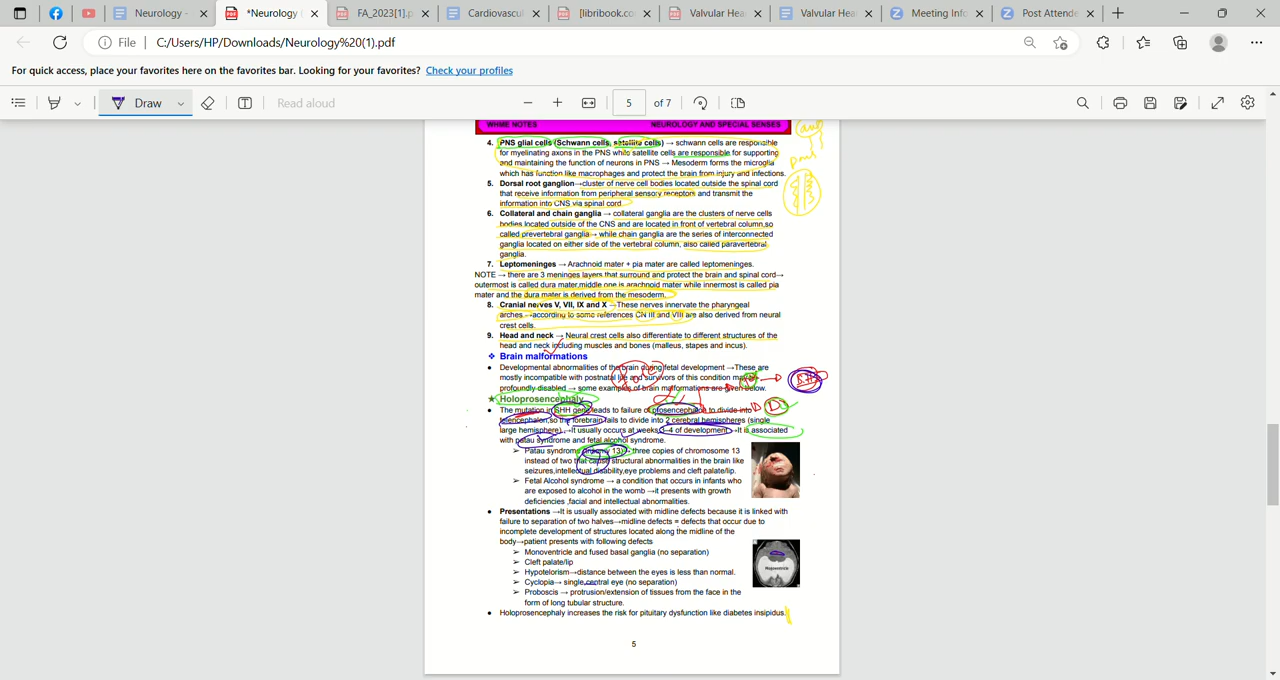 Neurology -
*Neurology (
FA_2023[1].p
Cardiovascu
[libribook.co
Valvular Hea
Valvular Hea
Meeting Info
Post Attende
File
C:/Users/HP/Downloads/Neurology%20(1).pdf
For quick access, place your favorites here on the favorites bar. Looking for your favorites? Check your profiles
Draw
Read aloud
5 of 7
WHME NOTES NEUROLOGY AND SPECIAL SENSES
4. PNS glial cells (Schwann cells, satellite cells) → schwann cells are responsible
for myelinating axons in the PNS while satellite cells are responsible for supporting
and maintaining the function of neurons in PNS → Mesoderm forms the microglia
which has function like macrophages and protect the brain from injury and infections.
5. Dorsal root ganglion→cluster of nerve cell bodies located outside the spinal cord
that receive information from peripheral sensory receptors and transmit the
information into CNS via spinal cord
6. Collateral and chain ganglia → collateral ganglia are the clusters of nerve cell
bodies located outside of the CNS and are located in front of vertebral column,so
called prevertebral ganglia→ while chain ganglia are the series of interconnected
ganglia located on either side of the vertebral column, also called paravertebral
ganglia.
7. Leptomeninges → Arachnoid mater + pia mater are called leptomeninges.
NOTE → there are 3 meninges layers that surround and protect the brain and spinal cord→
outermost is called dura mater,middle one is arachnoid mater while innermost is called pia
mater and the dura mater is derived from the mesoderm.
8. Cranial nerves V, VII, IX and X →These nerves innervate the pharyngeal
arches →according to some references CN III and VIII are also derived from neural
crest cells.
9. Head and neck → Neural crest cells also differentiate to different structures of the
head and neck including muscles and bones (malleus, stapes and incus).
❖ Brain malformations
● Developmental abnormalities of the brain during fetal development →These are
mostly incompatible with postnatal life and survivors of this condition may be
profoundly disabled → some examples of brain malformations are given below.
★ Holoprosencephaly
● The mutation in SHH gene leads to failure of prosencephalon to divide into
telencephalon,so the forebrain fails to divide into 2 cerebral hemispheres (single
large hemisphere) →It usually occurs at weeks 3-4 of development →It is associated
with patau syndrome and fetal alcohol syndrome.
➢ Patau syndrome (trisomy 13)→ three copies of chromosome 13
instead of two that cause structural abnormalities in the brain like
seizures,intellectual disability,eye problems and cleft palate/lip.
➢ Fetal Alcohol syndrome → a condition that occurs in infants who
are exposed to alcohol in the womb →it presents with growth
deficiencies ,facial and intellectual abnormalities.
● Presentations →It is usually associated with midline defects because it is linked with
failure to separation of two halves→midline defects = defects that occur due to
incomplete development of structures located along the midline of the
body→patient presents with following defects
➢ Monoventricle and fused basal ganglia (no separation)
➢ Cleft palate/lip
➢ Hypotelorism→distance between the eyes is less than normal.
➢ Cyclopia→ single,central eye (no separation)
➢ Proboscis → protrusion/extension of tissues from the face in the
form of long tubular structure.
● Holoprosencephaly increases the risk for pituitary dysfunction like diabetes insipidus.
5